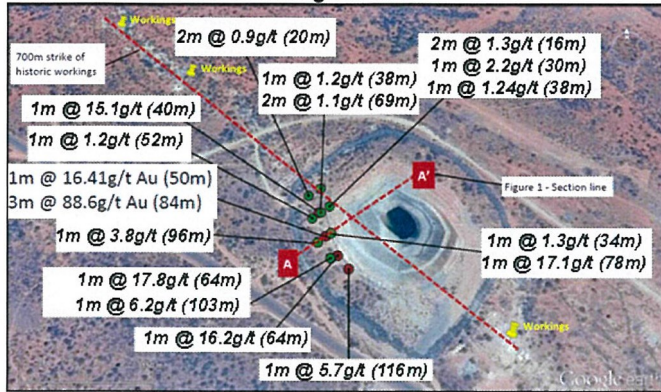 Workings
2m @ 0.9g/t (20m)
700m strike of
historic workings
Workings
2m @ 1.3g/t (16m)
1m @ 2.2g/t (30m)
1m @ 1.24g/t (38m)
1m @ 1.2g/t (38m)
2m @ 1.1g/t (69m)
1m @ 15.1g/t (40m)
1m @ 1.2g/t (52m)
1m @ 16.41g/t Au (50m)
3m @ 88.6g/t Au (84m)
A'
Figure 1 - Section line
1m @ 3.8g/t (96m)
A
1m @ 1.3g/t (34m)
1m @ 17.1g/t (78m)
1m @ 17.8g/t (64m)
1m @ 6.2g/t (103m)
1m @ 16.2g/t (64m)
Workings
1m @ 5.7g/t (116m)
Google earth